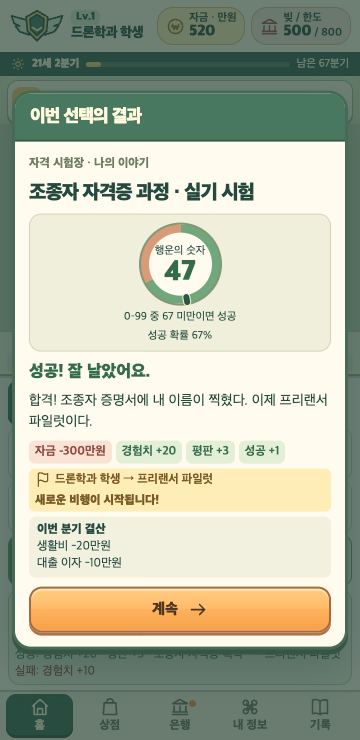 Lv.1
드론학과 학생
자금 · 만원
520
빚 / 한도
500 / 800
21세 2분기
남은 67분기
이번 선택의 결과
자격 시험장 · 나의 이야기
조종자 자격증 과정 · 실기 시험
행운의 숫자
47
0-99 중 67 미만이면 성공
성공 확률 67%
성공! 잘 날았어요.
합격! 조종자 증명서에 내 이름이 찍혔다. 이제 프리랜서
파일럿이다.
자금 -300만원
경험치 +20
평판 +3
성공 +1
드론학과 학생 → 프리랜서 파일럿
새로운 비행이 시작됩니다!
이번 분기 결산
생활비 -20만원
대출 이자 -10만원
계속 →
실패: 경험치 +10
홈
상점
은행
내 정보
기록